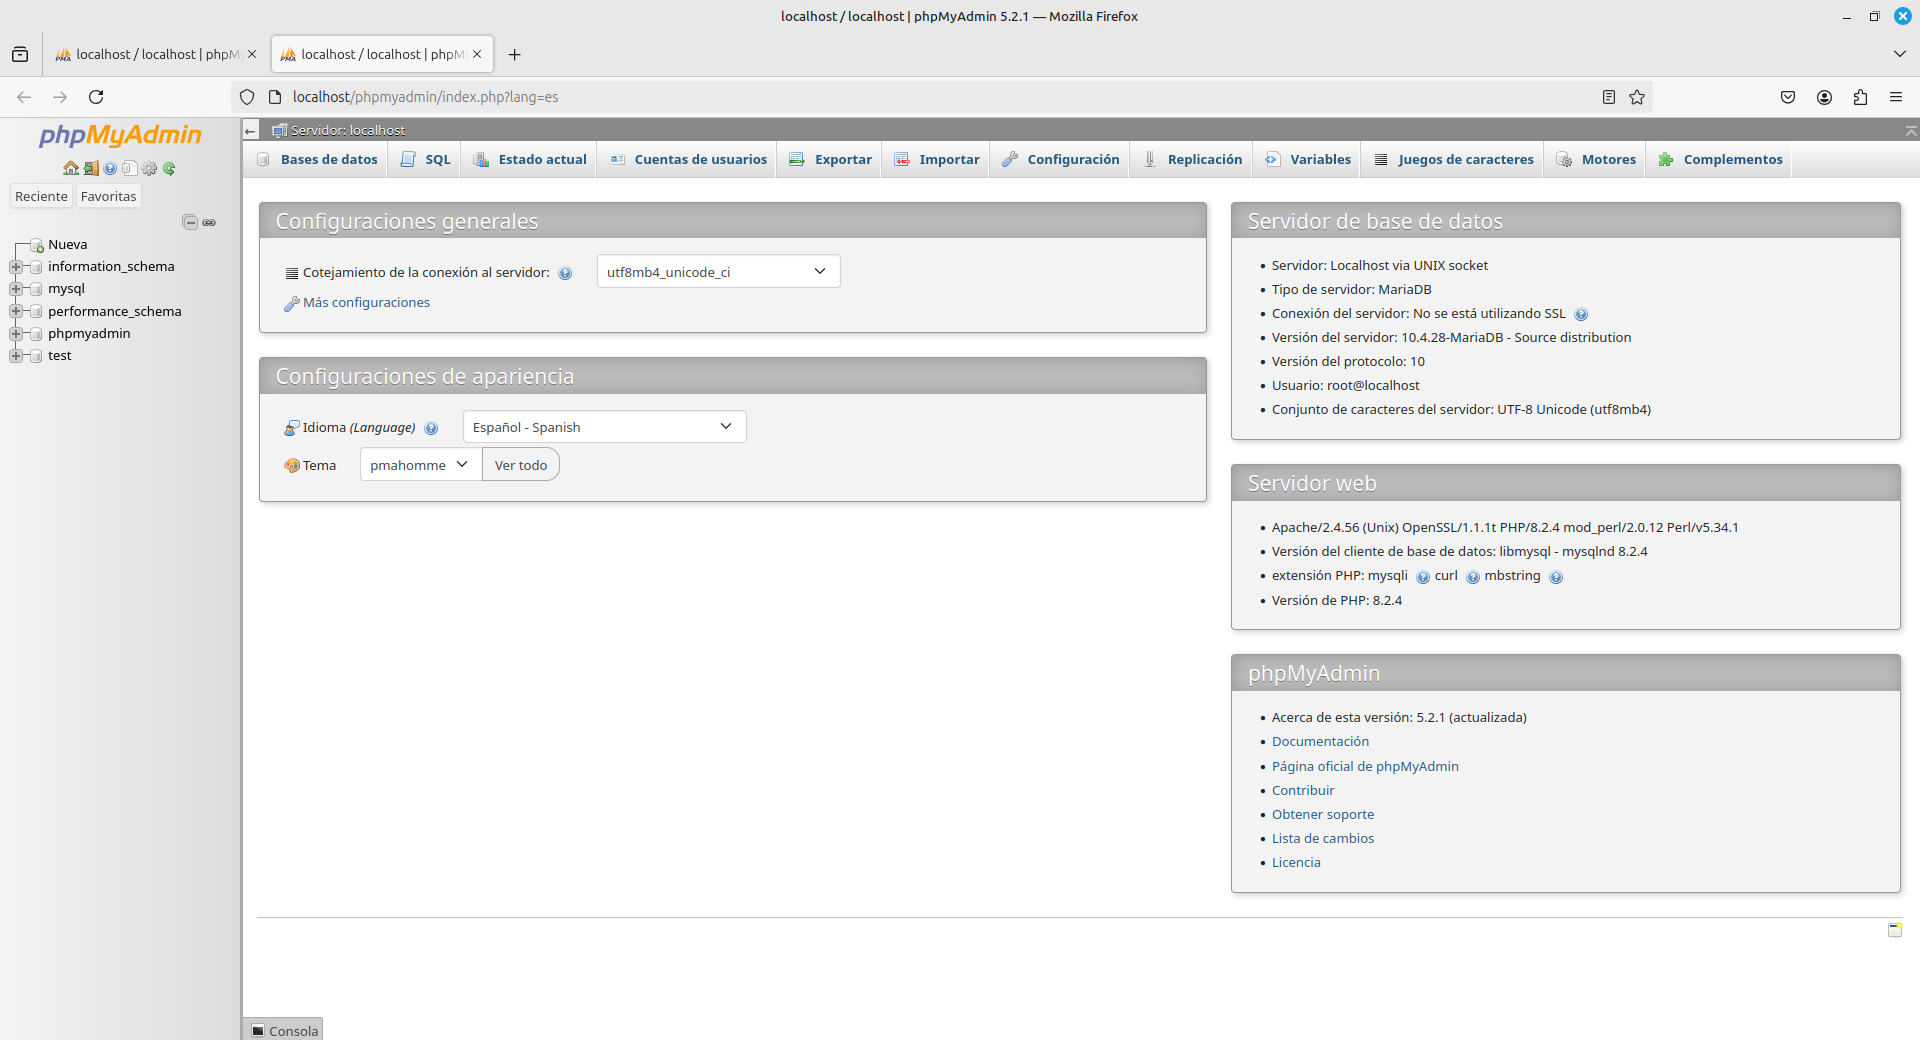 localhost / localhost | phpMyAdmin 5.2.1 — Mozilla Firefox
localhost / localhost | phpM
localhost / localhost | phpM
localhost/phpmyadmin/index.php?lang=es
phpMyAdmin
Reciente Favoritas
Nueva
information_schema
mysql
performance_schema
phpmyadmin
test
Servidor: localhost
Bases de datos SQL Estado actual Cuentas de usuarios Exportar Importar Configuración Replicación Variables Juegos de caracteres Motores Complementos
Configuraciones generales
Cotejamiento de la conexión al servidor: utf8mb4_unicode_ci
Más configuraciones
Configuraciones de apariencia
Idioma (Language) Español - Spanish
Tema pmahomme Ver todo
Servidor de base de datos
Servidor: Localhost via UNIX socket
Tipo de servidor: MariaDB
Conexión del servidor: No se está utilizando SSL
Versión del servidor: 10.4.28-MariaDB - Source distribution
Versión del protocolo: 10
Usuario: root@localhost
Conjunto de caracteres del servidor: UTF-8 Unicode (utf8mb4)
Servidor web
Apache/2.4.56 (Unix) OpenSSL/1.1.1t PHP/8.2.4 mod_perl/2.0.12 Perl/v5.34.1
Versión del cliente de base de datos: libmysql - mysqlnd 8.2.4
extensión PHP: mysqli curl mbstring
Versión de PHP: 8.2.4
phpMyAdmin
Acerca de esta versión: 5.2.1 (actualizada)
Documentación
Página oficial de phpMyAdmin
Contribuir
Obtener soporte
Lista de cambios
Licencia
Consola